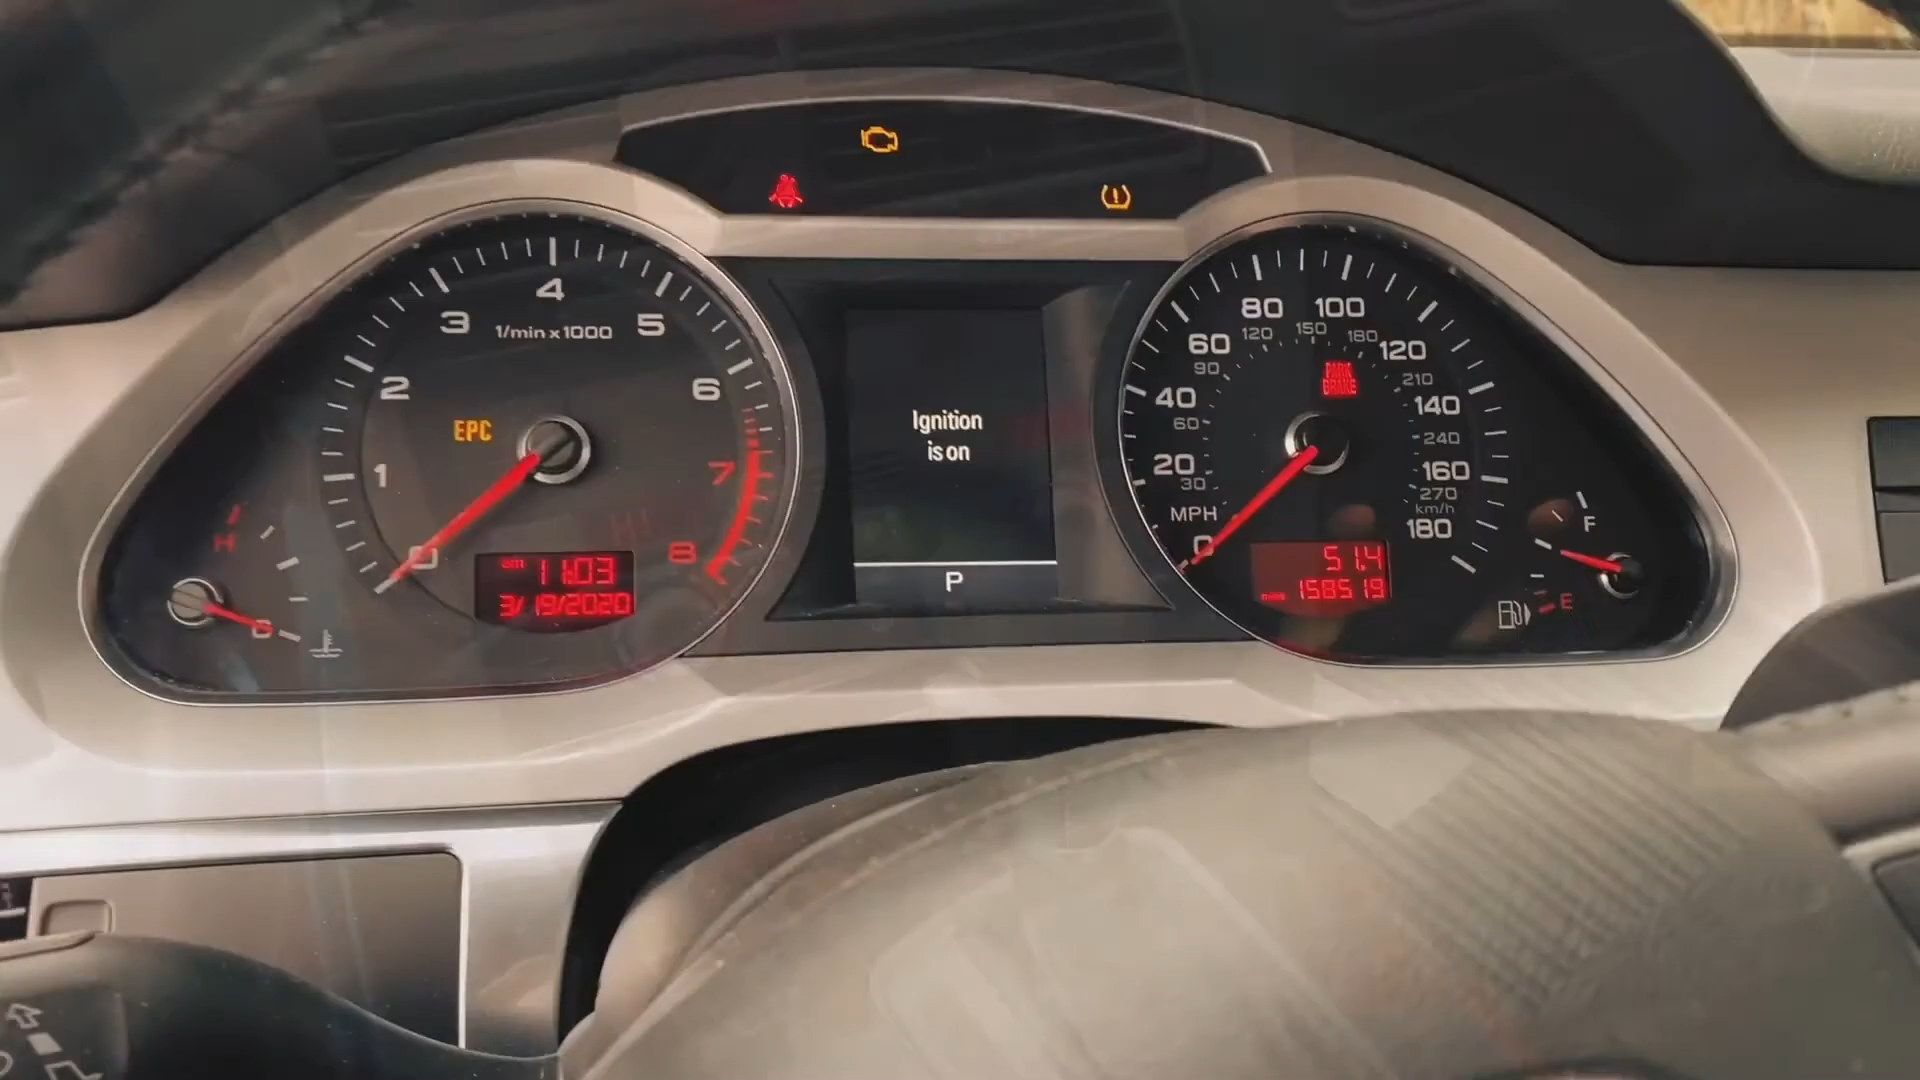 4
3
5
1/min x 1000
2
6
EPC
1
7
0
8
H
C
am 11:03
3/19/2020
Ignition
is on
P
80 100
120 150 180
60
120
90
210
PARK
BRAKE
40
140
60
240
20
160
30
270
km/h
MPH
180
0
51.4
miles 158519
F
E